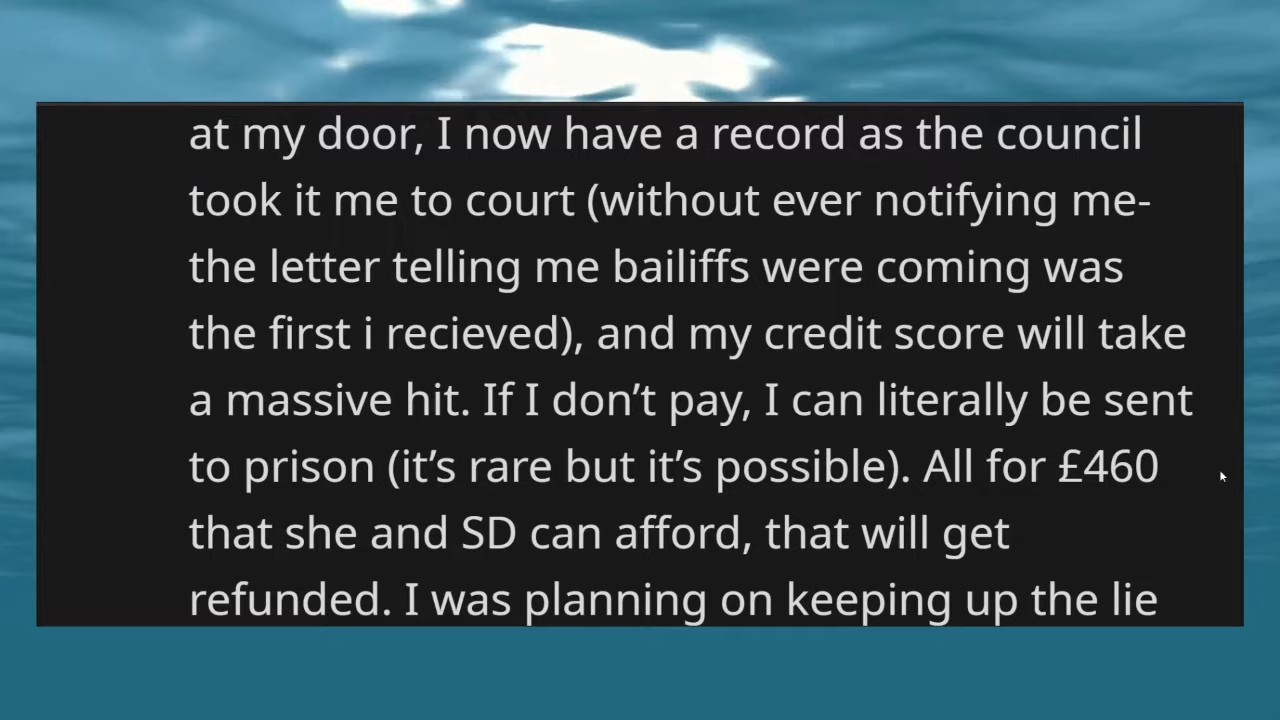 at my door, I now have a record as the council
took it me to court (without ever notifying me-
the letter telling me bailiffs were coming was
the first i recieved), and my credit score will take
a massive hit. If I don’t pay, I can literally be sent
to prison (it’s rare but it’s possible). All for £460
that she and SD can afford, that will get
refunded. I was planning on keeping up the lie